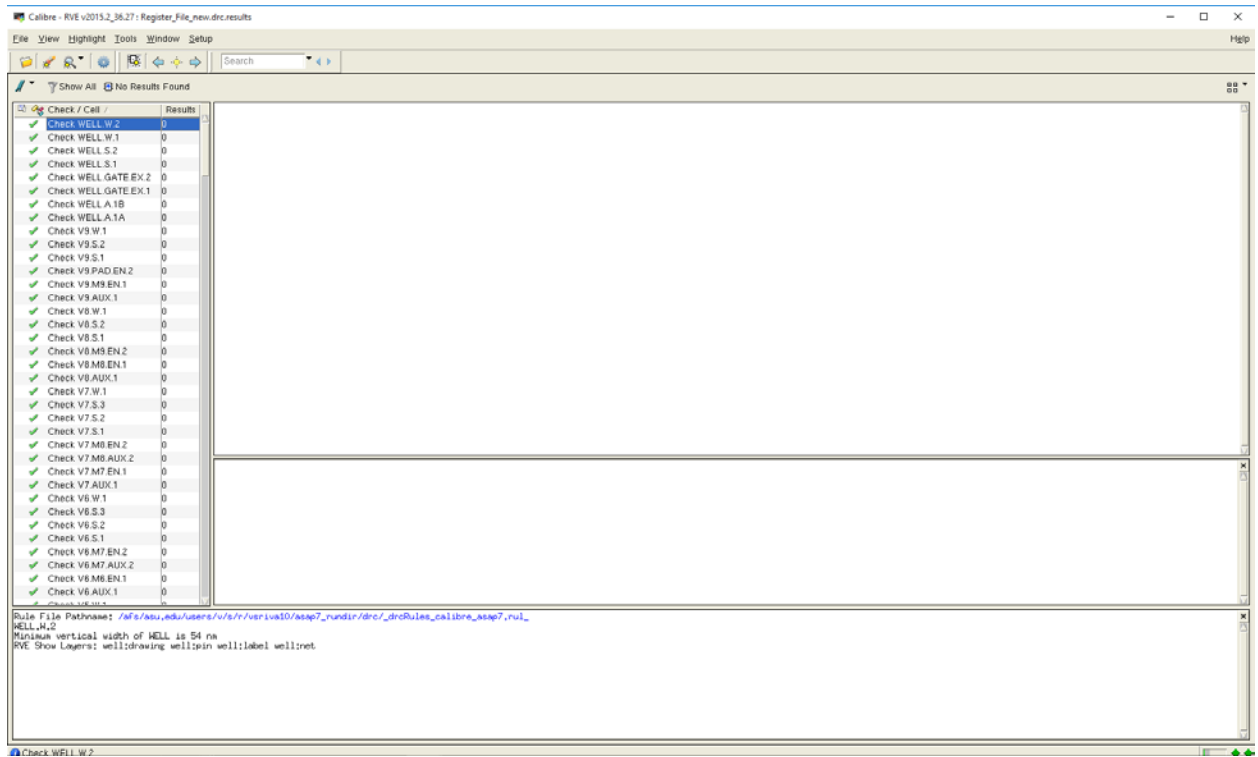 Calibre - RVE v2015.2_36.27 : Register_File_new.drc.results
File View Highlight Tools Window Setup Help
Search
Show All No Results Found
Check / Cell Results
Check WELL.W.2 0
Check WELL.W.1 0
Check WELL.S.2 0
Check WELL.S.1 0
Check WELL.GATE.EX.2 0
Check WELL.GATE.EX.1 0
Check WELL.A.1B 0
Check WELL.A.1A 0
Check V9.W.1 0
Check V9.S.2 0
Check V9.S.1 0
Check V9.PAD.EN.2 0
Check V9.M9.EN.1 0
Check V9.AUX.1 0
Check V8.W.1 0
Check V8.S.2 0
Check V8.S.1 0
Check V8.M9.EN.2 0
Check V8.M8.EN.1 0
Check V8.AUX.1 0
Check V7.W.1 0
Check V7.S.3 0
Check V7.S.2 0
Check V7.S.1 0
Check V7.M8.EN.2 0
Check V7.M8.AUX.2 0
Check V7.M7.EN.1 0
Check V7.AUX.1 0
Check V6.W.1 0
Check V6.S.3 0
Check V6.S.2 0
Check V6.S.1 0
Check V6.M7.EN.2 0
Check V6.M7.AUX.2 0
Check V6.M6.EN.1 0
Check V6.AUX.1 0
Rule File Pathname: /afs/asu.edu/users/v/s/r/vsriva10/asap7_rundir/drc/_drcRules_calibre_asap7.rul_
WELL.W.2
Minimum vertical width of WELL is 54 nm
RVE Show Layers: well;drawing well;pin well;label well;net
Check WELL.W.2